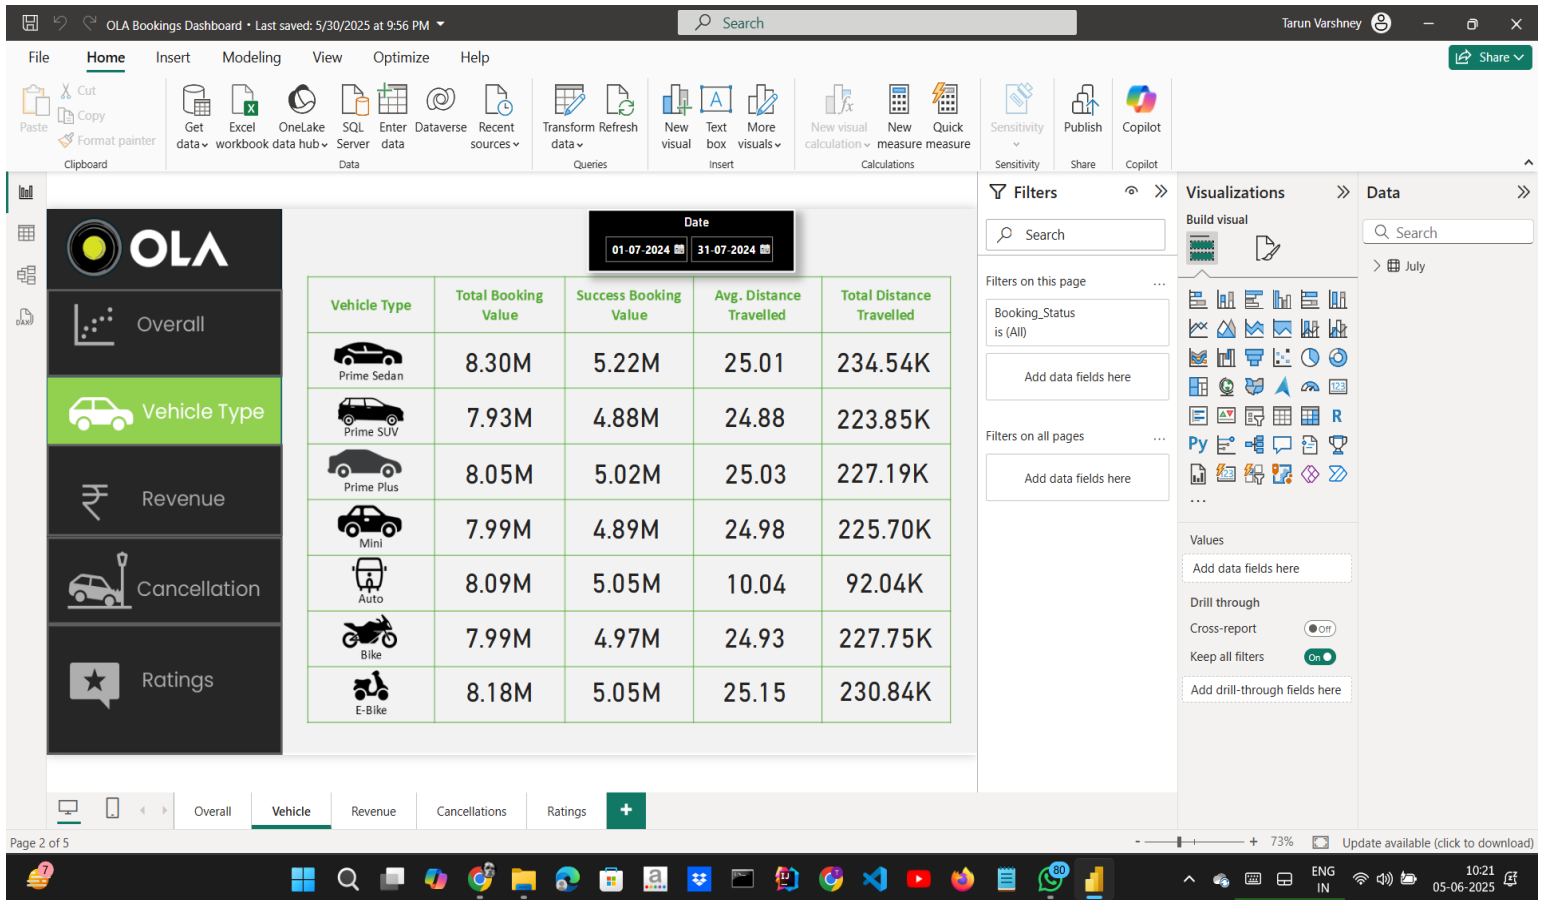 OLA Bookings Dashboard • Last saved: 5/30/2025 at 9:56 PM
Search
Tarun Varshney
File Home Insert Modeling View Optimize Help
Share
Paste
Cut
Copy
Format painter
Clipboard
Get data
Excel workbook
OneLake data hub
SQL Server
Enter data
Dataverse
Recent sources
Data
Transform data
Refresh
Queries
New visual
Text box
More visuals
Insert
New visual calculation
New measure
Quick measure
Calculations
Sensitivity
Sensitivity
Publish
Share
Copilot
Copilot
OLA
Overall
Vehicle Type
Revenue
Cancellation
Ratings
Date
01-07-2024 31-07-2024
Vehicle Type Total Booking Value Success Booking Value Avg. Distance Travelled Total Distance Travelled
Prime Sedan 8.30M 5.22M 25.01 234.54K
Prime SUV 7.93M 4.88M 24.88 223.85K
Prime Plus 8.05M 5.02M 25.03 227.19K
Mini 7.99M 4.89M 24.98 225.70K
Auto 8.09M 5.05M 10.04 92.04K
Bike 7.99M 4.97M 24.93 227.75K
E-Bike 8.18M 5.05M 25.15 230.84K
Filters
Search
Filters on this page ...
Booking_Status
is (All)
Add data fields here
Filters on all pages ...
Add data fields here
Visualizations
Build visual
123
R
Py
123
...
Values
Add data fields here
Drill through
Cross-report Off
Keep all filters On
Add drill-through fields here
Data
Search
July
DAX
Overall Vehicle Revenue Cancellations Ratings +
Page 2 of 5
- + 73%
Update available (click to download)
7
a
80
ENG
IN
10:21
05-06-2025